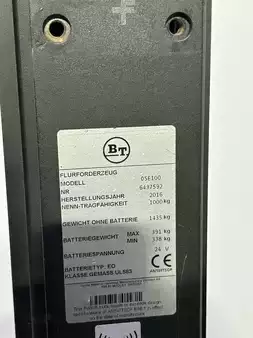 BT
FLURFÖRDERZEUG
MODELL OSE100
NR 6437592
HERSTELLUNGSJAHR 2016
NENN-TRAGFÄHIGKEIT 1000 kg
GEWICHT OHNE BATTERIE 1435 kg
BATTERIEGEWICHT MAX 391 kg
MIN 338 kg
BATTERIESPANNUNG 24 V
BATTERIETYP: EO
KLASSE GEMÄSS UL583